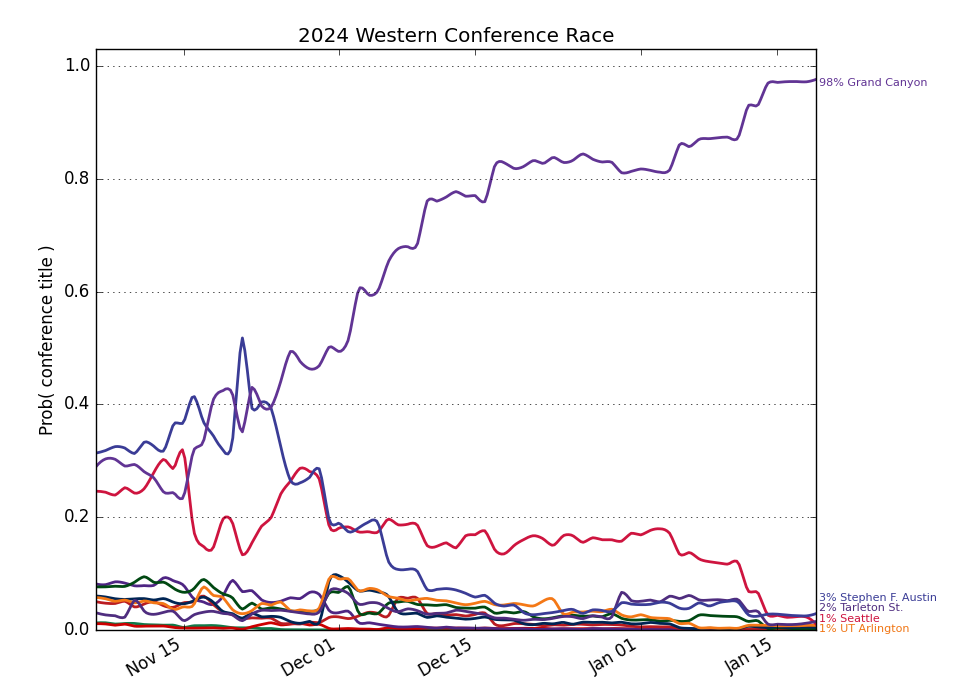 2024 Western Conference Race
Prob( conference title )
1.0
0.8
0.6
0.4
0.2
0.0
98% Grand Canyon
3% Stephen F. Austin
2% Tarleton St.
1% Seattle
1% UT Arlington
Nov 15
Dec 01
Dec 15
Jan 01
Jan 15